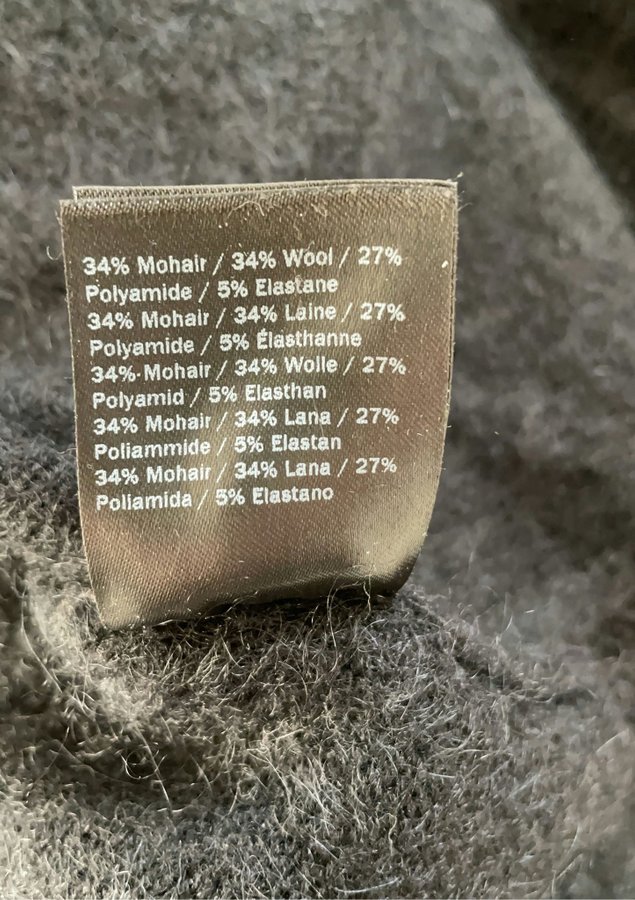 34% Mohair / 34% Wool / 27%
Polyamide / 5% Elastane
34% Mohair / 34% Laine / 27%
Polyamide / 5% Élasthanne
34% Mohair / 34% Wolle / 27%
Polyamid / 5% Elasthan
34% Mohair / 34% Lana / 27%
Poliammide / 5% Elastan
34% Mohair / 34% Lana / 27%
Poliamida / 5% Elastano